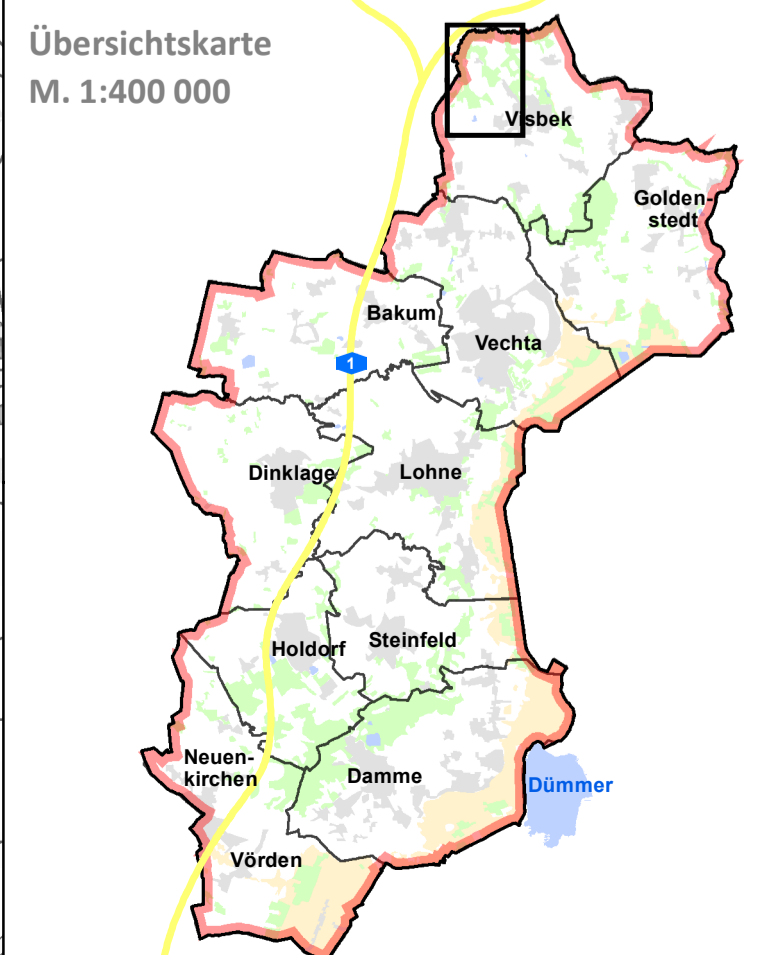 Übersichtskarte
M. 1:400 000
Visbek
Golden-
stedt
Bakum
Vechta
1
Dinklage
Lohne
Holdorf
Steinfeld
Neuen-
kirchen
Damme
Dümmer
Vörden